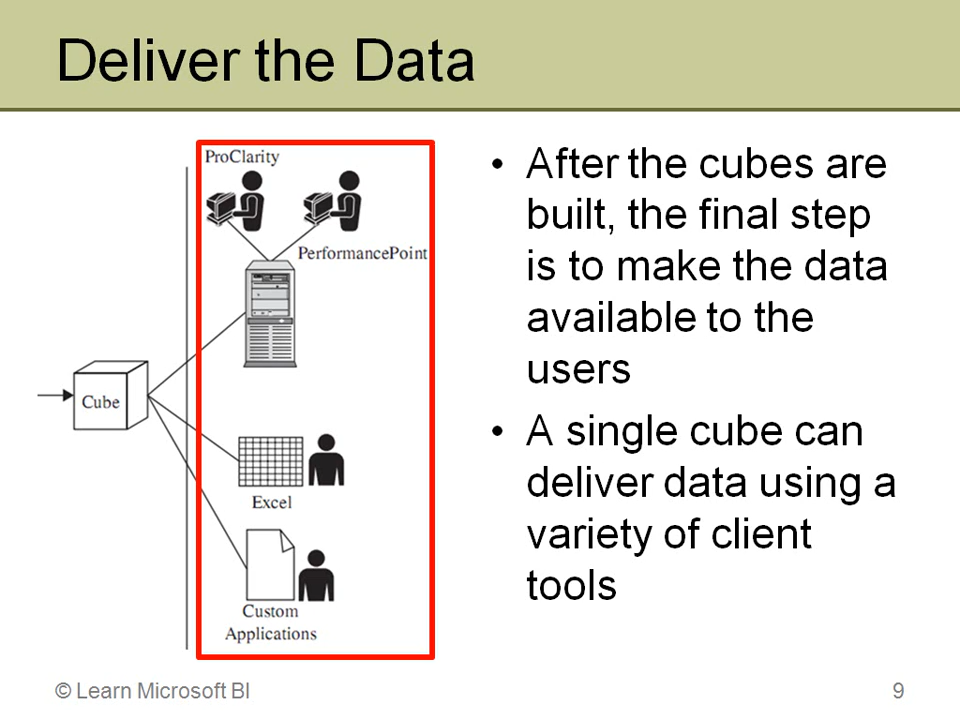 Deliver the Data
ProClarity
PerformancePoint
Cube
Excel
Custom
Applications
• After the cubes are
built, the final step
is to make the data
available to the
users
• A single cube can
deliver data using a
variety of client
tools
© Learn Microsoft BI
9